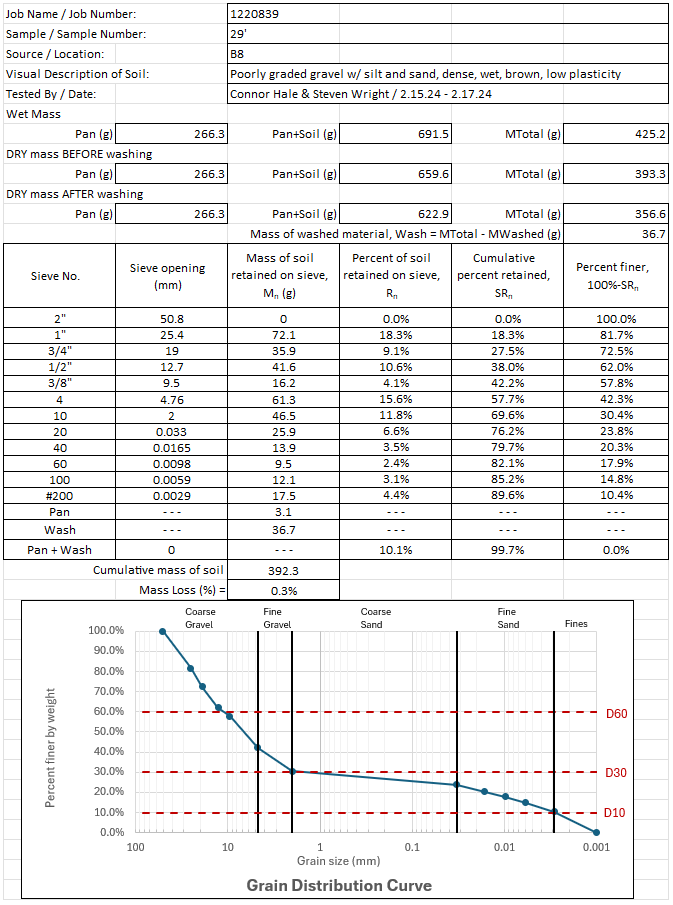 Job Name / Job Number: 1220839
Sample / Sample Number: 29'
Source / Location: B8
Visual Description of Soil: Poorly graded gravel w/ silt and sand, dense, wet, brown, low plasticity
Tested By / Date: Connor Hale & Steven Wright / 2.15.24 - 2.17.24
Wet Mass
Pan (g) 266.3 Pan+Soil (g) 691.5 MTotal (g) 425.2
DRY mass BEFORE washing
Pan (g) 266.3 Pan+Soil (g) 659.6 MTotal (g) 393.3
DRY mass AFTER washing
Pan (g) 266.3 Pan+Soil (g) 622.9 MTotal (g) 356.6
Mass of washed material, Wash = MTotal - MWashed (g) 36.7
Sieve No. Sieve opening (mm) Mass of soil retained on sieve, Mn (g) Percent of soil retained on sieve, Rn Cumulative percent retained, SRn Percent finer, 100%-SRn
2" 50.8 0 0.0% 0.0% 100.0%
1" 25.4 72.1 18.3% 18.3% 81.7%
3/4" 19 35.9 9.1% 27.5% 72.5%
1/2" 12.7 41.6 10.6% 38.0% 62.0%
3/8" 9.5 16.2 4.1% 42.2% 57.8%
4 4.76 61.3 15.6% 57.7% 42.3%
10 2 46.5 11.8% 69.6% 30.4%
20 0.033 25.9 6.6% 76.2% 23.8%
40 0.0165 13.9 3.5% 79.7% 20.3%
60 0.0098 9.5 2.4% 82.1% 17.9%
100 0.0059 12.1 3.1% 85.2% 14.8%
#200 0.0029 17.5 4.4% 89.6% 10.4%
Pan - - - 3.1 - - - - - - - - -
Wash - - - 36.7 - - - - - - - - -
Pan + Wash 0 - - - 10.1% 99.7% 0.0%
Cumulative mass of soil 392.3
Mass Loss (%) = 0.3%
Coarse Gravel Fine Gravel Coarse Sand Fine Sand Fines
100.0%
90.0%
80.0%
70.0%
60.0% D60
50.0%
40.0%
30.0% D30
20.0%
10.0% D10
0.0%
Percent finer by weight
100 10 1 0.1 0.01 0.001
Grain size (mm)
Grain Distribution Curve